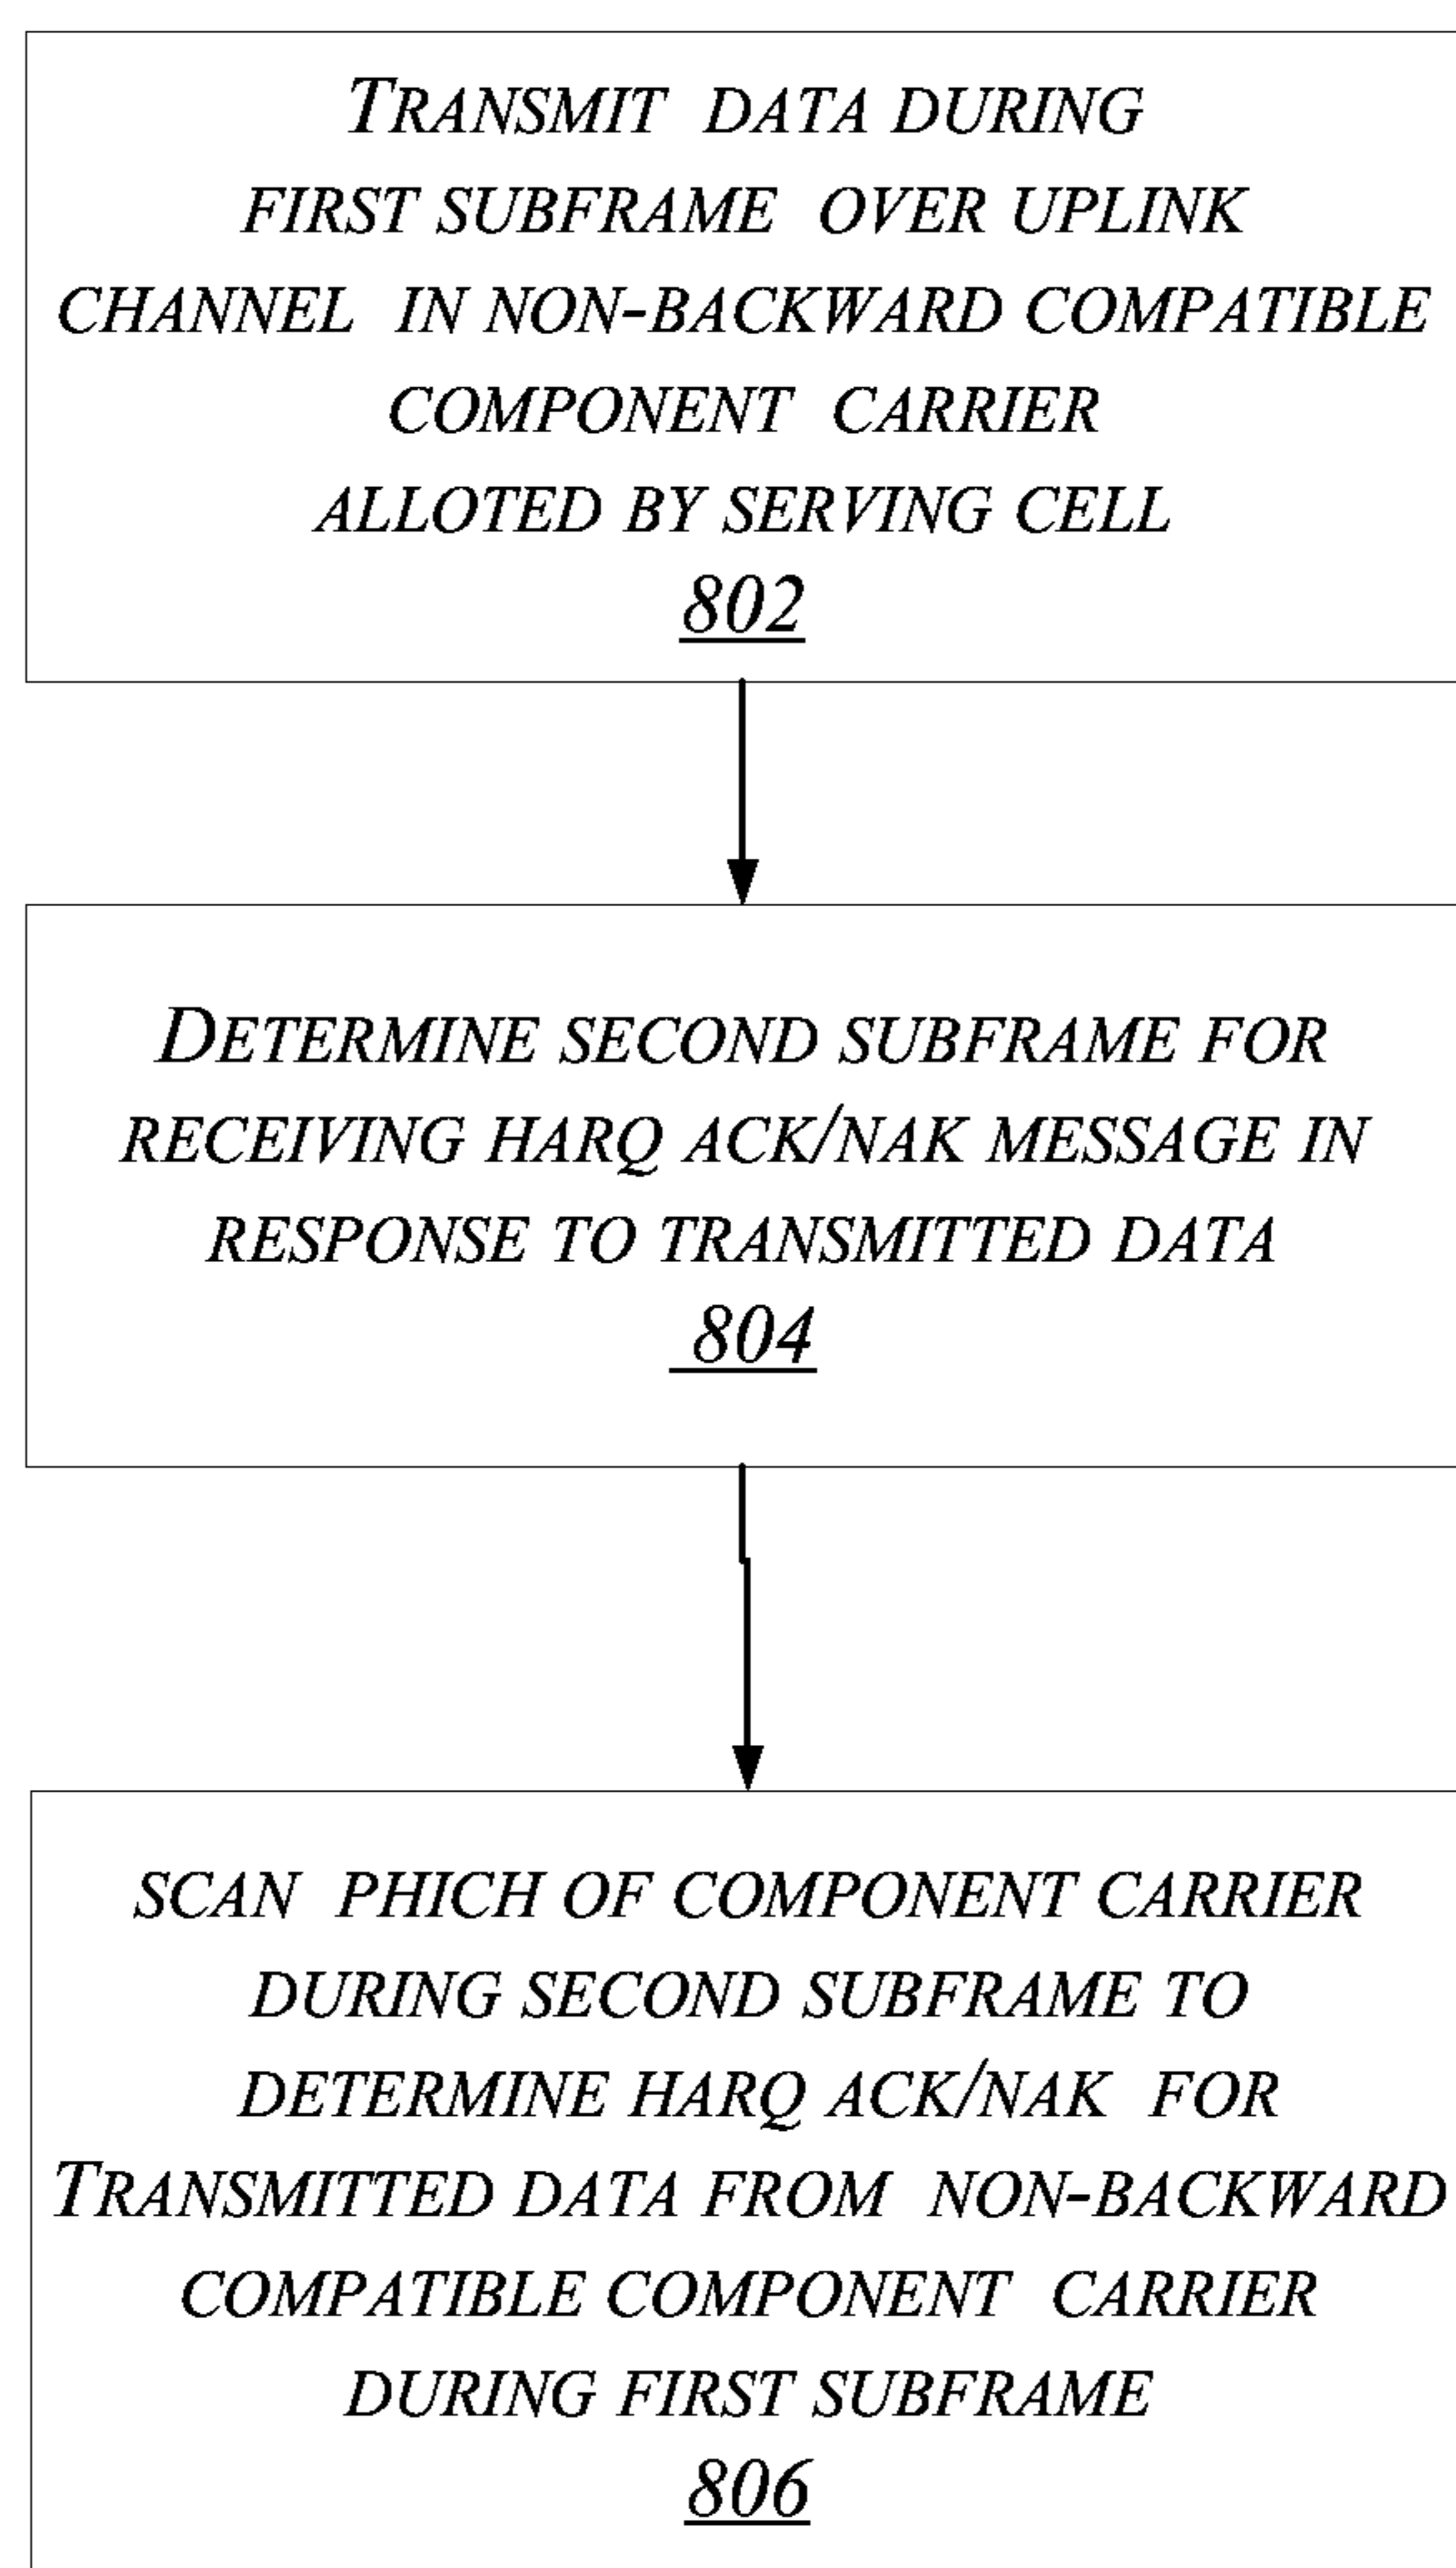 TRANSMIT DATA DURING
FIRST SUBFRAME OVER UPLINK
CHANNEL IN NON-BACKWARD COMPATIBLE
COMPONENT CARRIER
ALLOTED BY SERVING CELL
802
DETERMINE SECOND SUBFRAME FOR
RECEIVING HARQ ACK/NAK MESSAGE IN
RESPONSE TO TRANSMITTED DATA
804
SCAN PHICH OF COMPONENT CARRIER
DURING SECOND SUBFRAME TO
DETERMINE HARQ ACK/NAK FOR
TRANSMITTED DATA FROM NON-BACKWARD
COMPATIBLE COMPONENT CARRIER
DURING FIRST SUBFRAME
806